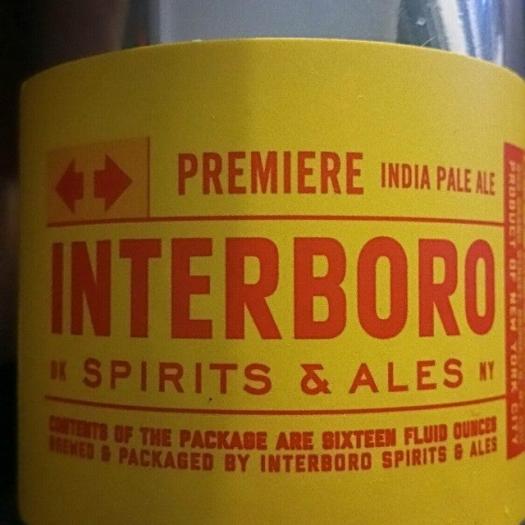 PREMIERE INDIA PALE ALE
INTERBORO
BK SPIRITS & ALES NY
CONTENTS OF THE PACKAGE ARE SIXTEEN FLUID OUNCES
BREWED & PACKAGED BY INTERBORO SPIRITS & ALES
PRODUCT OF NEW YORK CITY